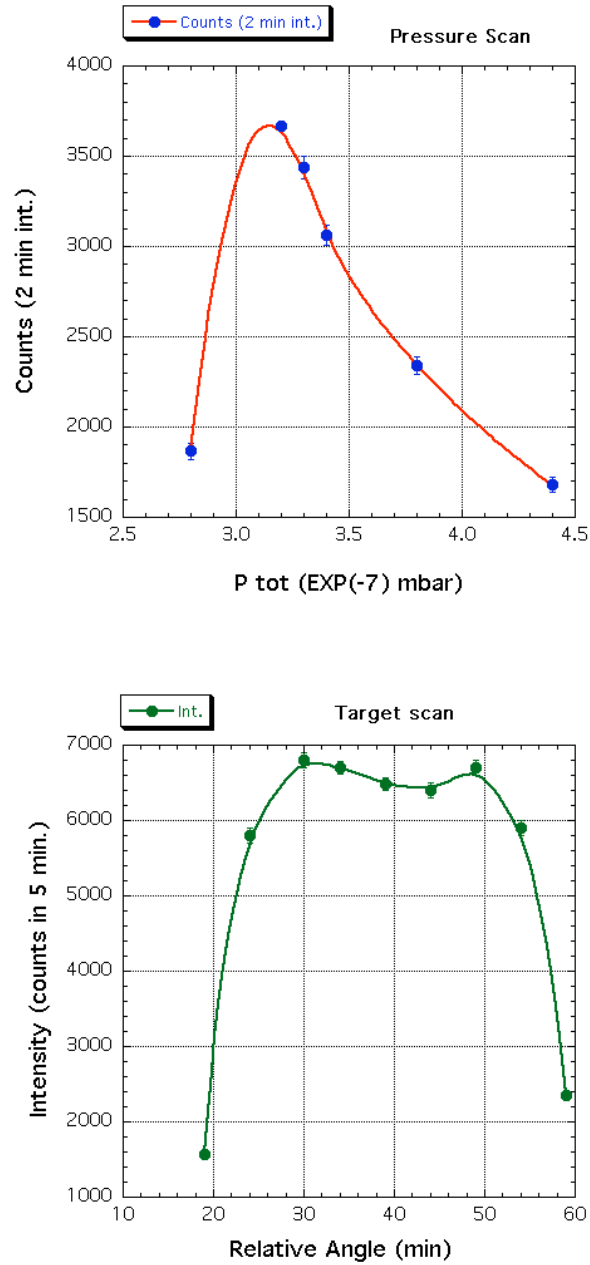 Counts (2 min int.)
Pressure Scan
4000
3500
3000
2500
2000
1500
Counts (2 min int.)
2.5 3.0 3.5 4.0 4.5
P tot (EXP(-7) mbar)
Int.
Target scan
7000
6000
5000
4000
3000
2000
1000
Intensity (counts in 5 min.)
10 20 30 40 50 60
Relative Angle (min)